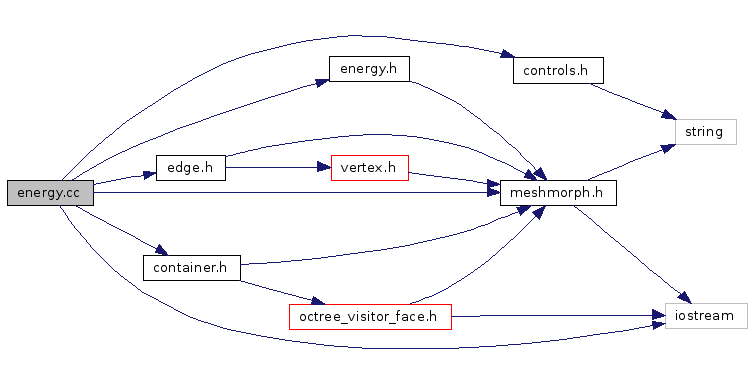 energy.cc
energy.h
controls.h
string
edge.h
vertex.h
meshmorph.h
container.h
octree_visitor_face.h
iostream